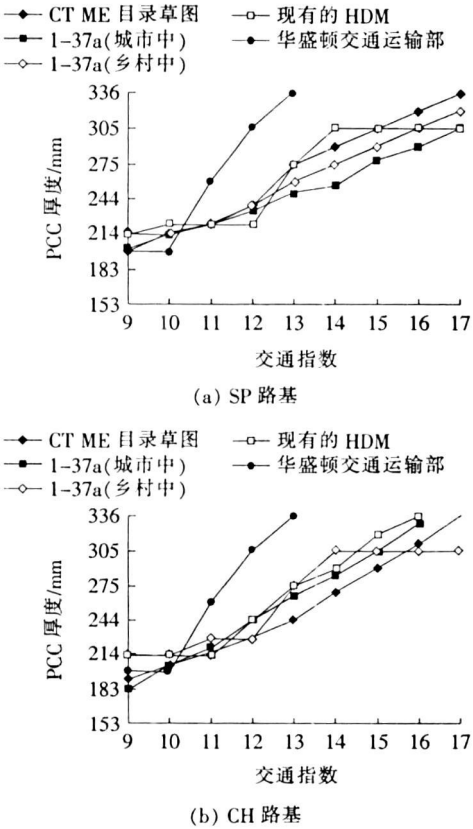 CT ME 目录草图 现有的 HDM
1-37a(城市中) 华盛顿交通运输部
1-37a(乡村中)
336
305
275
244
214
183
153
PCC 厚度/mm
9 10 11 12 13 14 15 16 17
交通指数
(a) SP 路基
CT ME 目录草图 现有的 HDM
1-37a(城市中) 华盛顿交通运输部
1-37a(乡村中)
336
305
275
244
214
183
153
PCC 厚度/mm
9 10 11 12 13 14 15 16 17
交通指数
(b) CH 路基